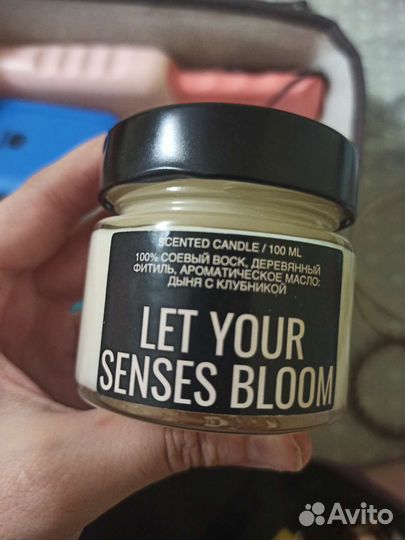 SCENTED CANDLE / 100 ML
100% СОЕВЫЙ ВОСК, ДЕРЕВЯННЫЙ
ФИТИЛЬ, АРОМАТИЧЕСКОЕ МАСЛО:
ДЫНЯ С КЛУБНИКОЙ
LET YOUR
SENSES BLOOM
Avito